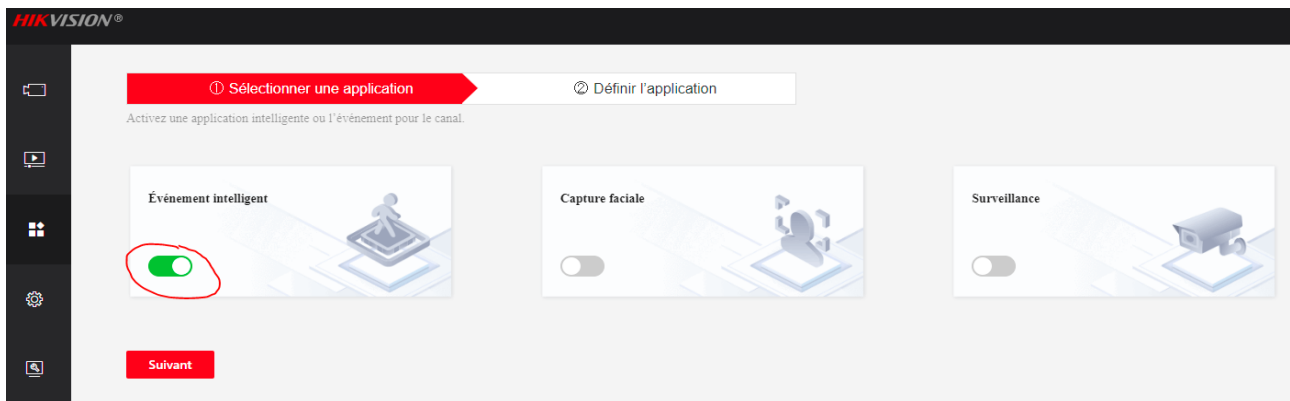 HIKVISION®
① Sélectionner une application
② Définir l'application
Activez une application intelligente ou l'événement pour le canal.
Événement intelligent
Capture faciale
Surveillance
Suivant